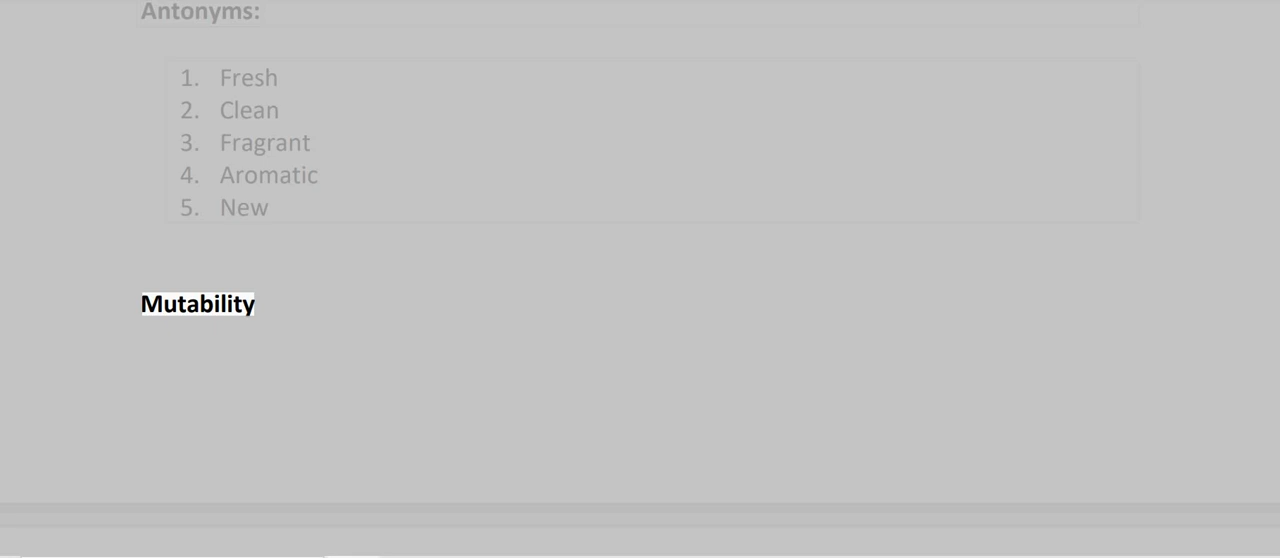 Antonyms:
1. Fresh
2. Clean
3. Fragrant
4. Aromatic
5. New
Mutability